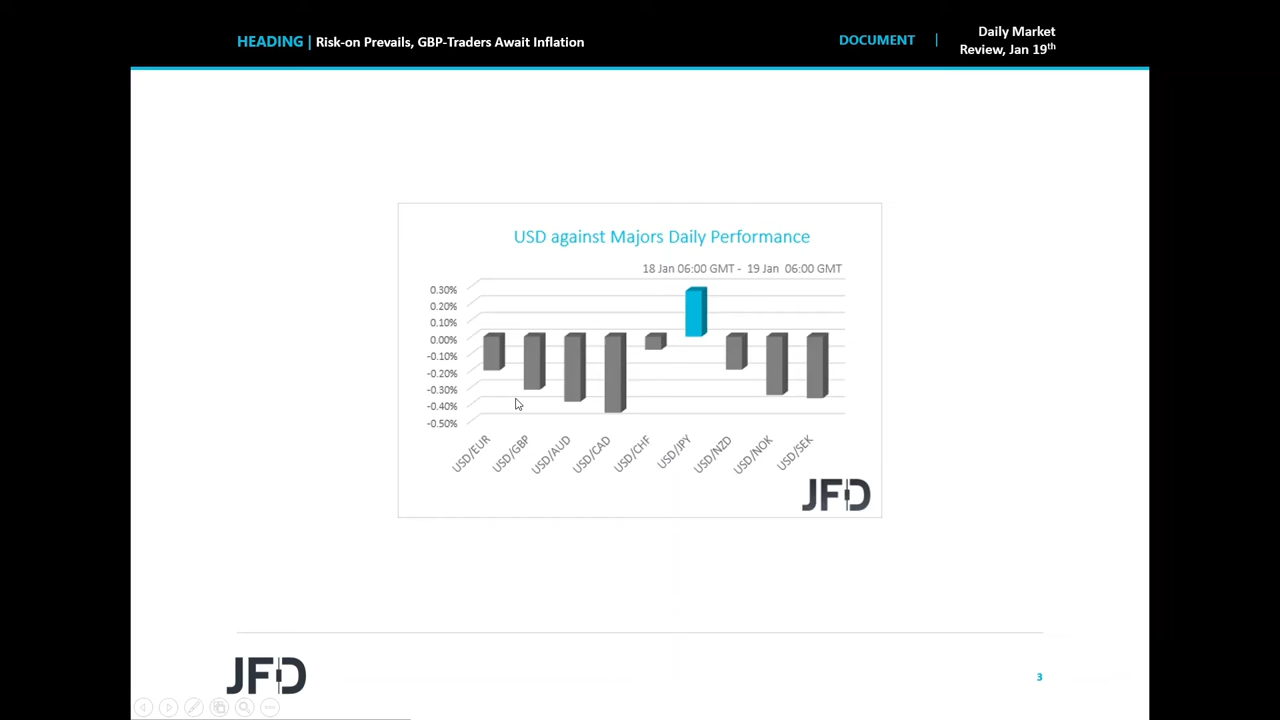 HEADING | Risk-on Prevails, GBP-Traders Await Inflation
DOCUMENT | Daily Market
Review, Jan 19th
USD against Majors Daily Performance
18 Jan 06:00 GMT - 19 Jan 06:00 GMT
0.30%
0.20%
0.10%
0.00%
-0.10%
-0.20%
-0.30%
-0.40%
-0.50%
USD/EUR
USD/GBP
USD/AUD
USD/CAD
USD/CHF
USD/JPY
USD/NZD
USD/NOK
USD/SEK
JFD
JFD
3